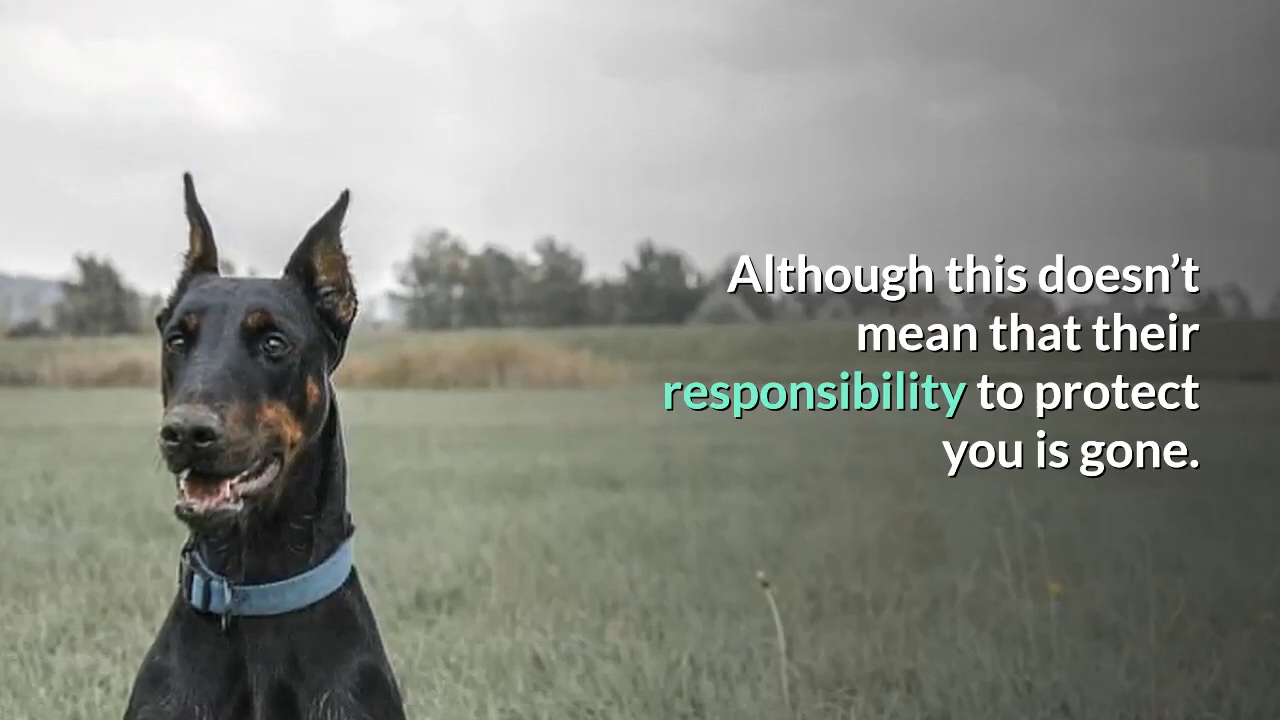 Although this doesn’t
mean that their
responsibility to protect
you is gone.